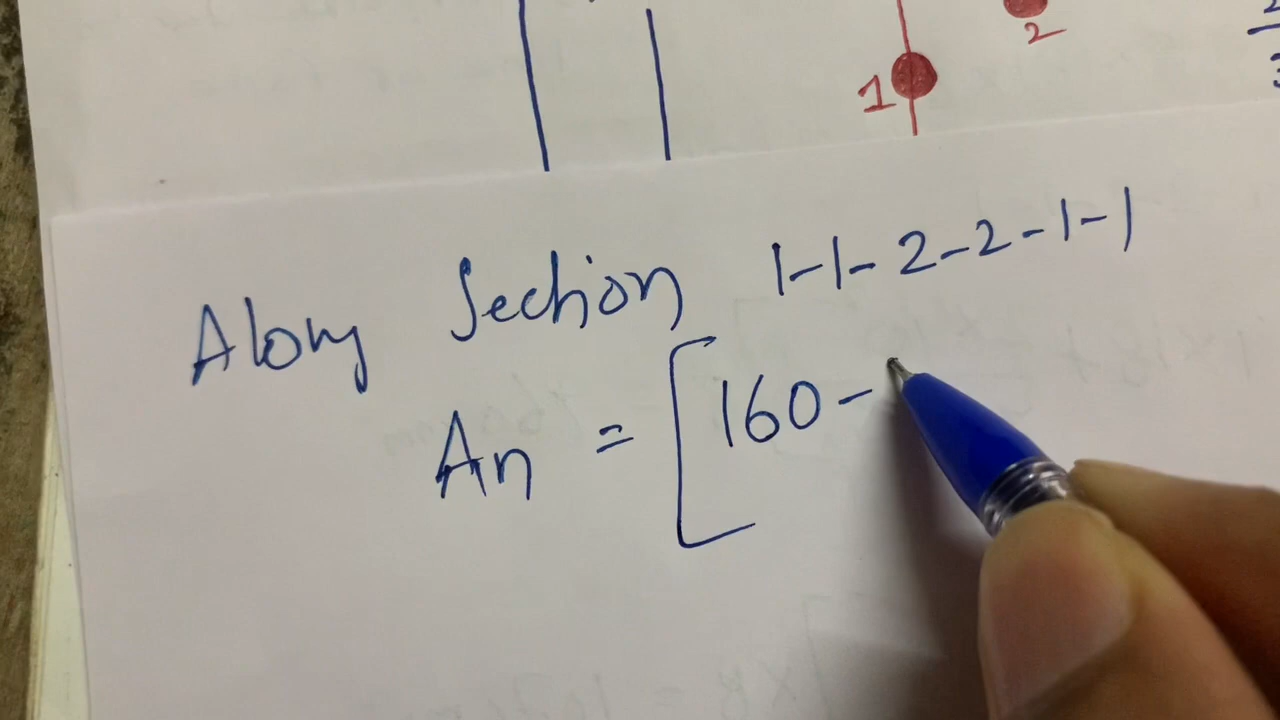 2
1
Along Section 1-1-2-2-1-1
An = [160-